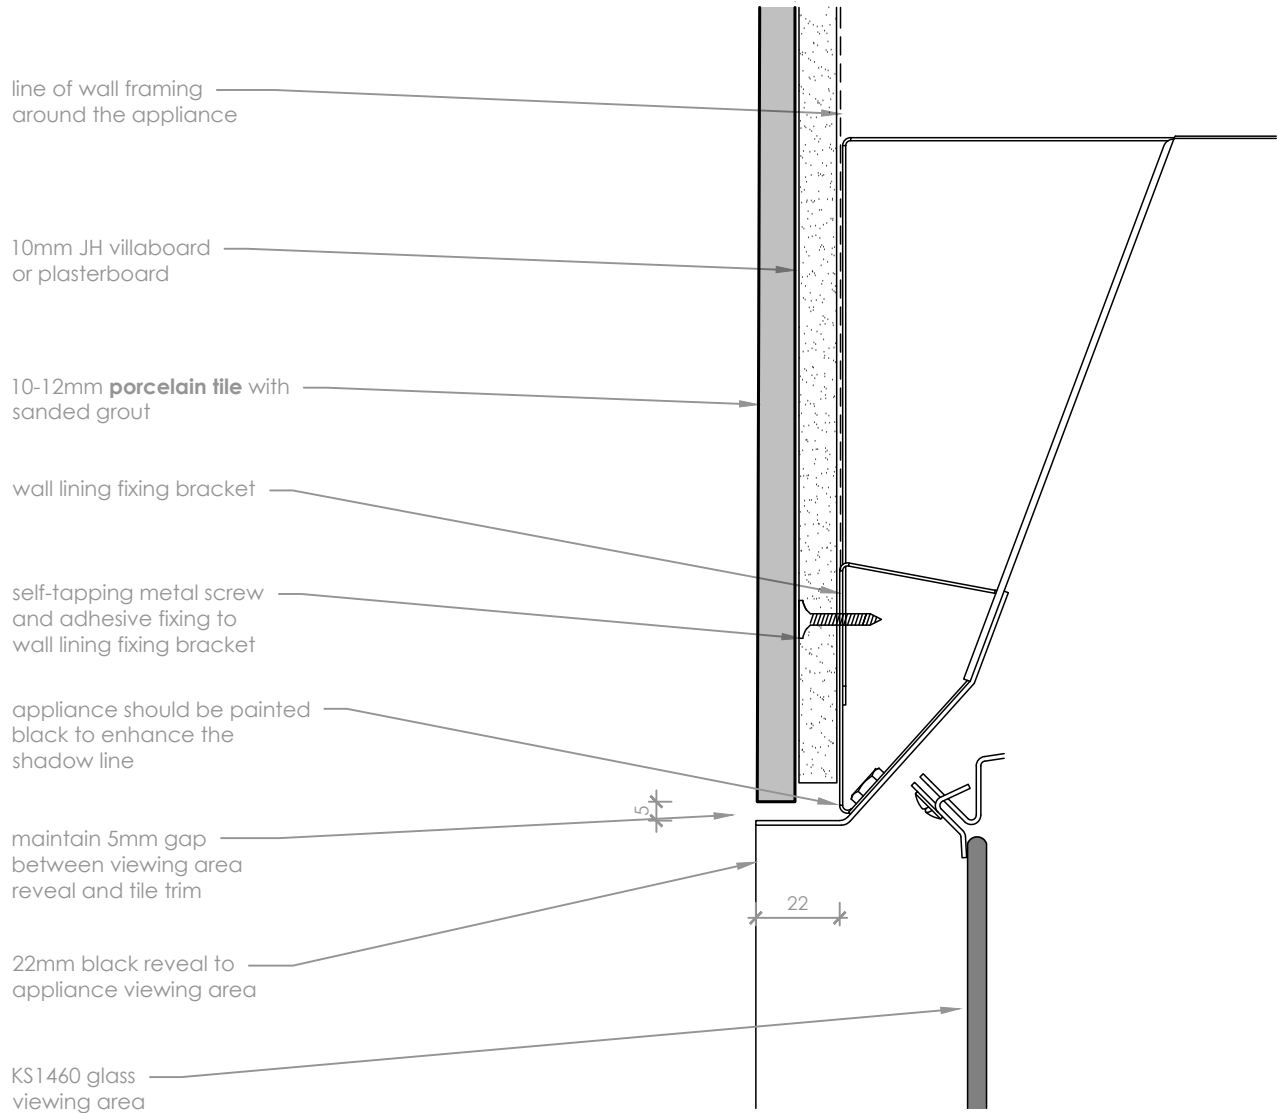 line of wall framing
around the appliance
10mm JH villaboard
or plasterboard
10-12mm porcelain tile with
sanded grout
wall lining fixing bracket
self-tapping metal screw
and adhesive fixing to
wall lining fixing bracket
appliance should be painted
black to enhance the
shadow line
5
maintain 5mm gap
between viewing area
reveal and tile trim
22
22mm black reveal to
appliance viewing area
KS1460 glass
viewing area